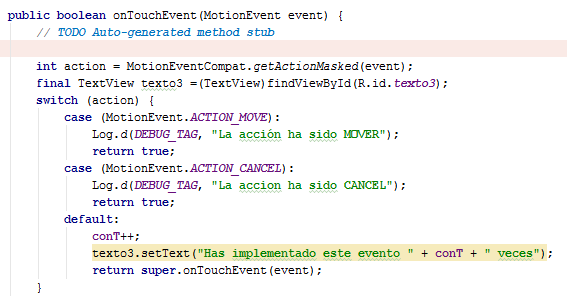 public boolean onTouchEvent(MotionEvent event) {
// TODO Auto-generated method stub
int action = MotionEventCompat.getActionMasked(event);
final TextView texto3 =(TextView)findViewById(R.id.texto3);
switch (action) {
case (MotionEvent.ACTION_MOVE):
Log.d(DEBUG_TAG, "La acción ha sido MOVER");
return true;
case (MotionEvent.ACTION_CANCEL):
Log.d(DEBUG_TAG, "La accion ha sido CANCEL");
return true;
default:
conT++;
texto3.setText("Has implementado este evento " + conT + " veces");
return super.onTouchEvent(event);
}